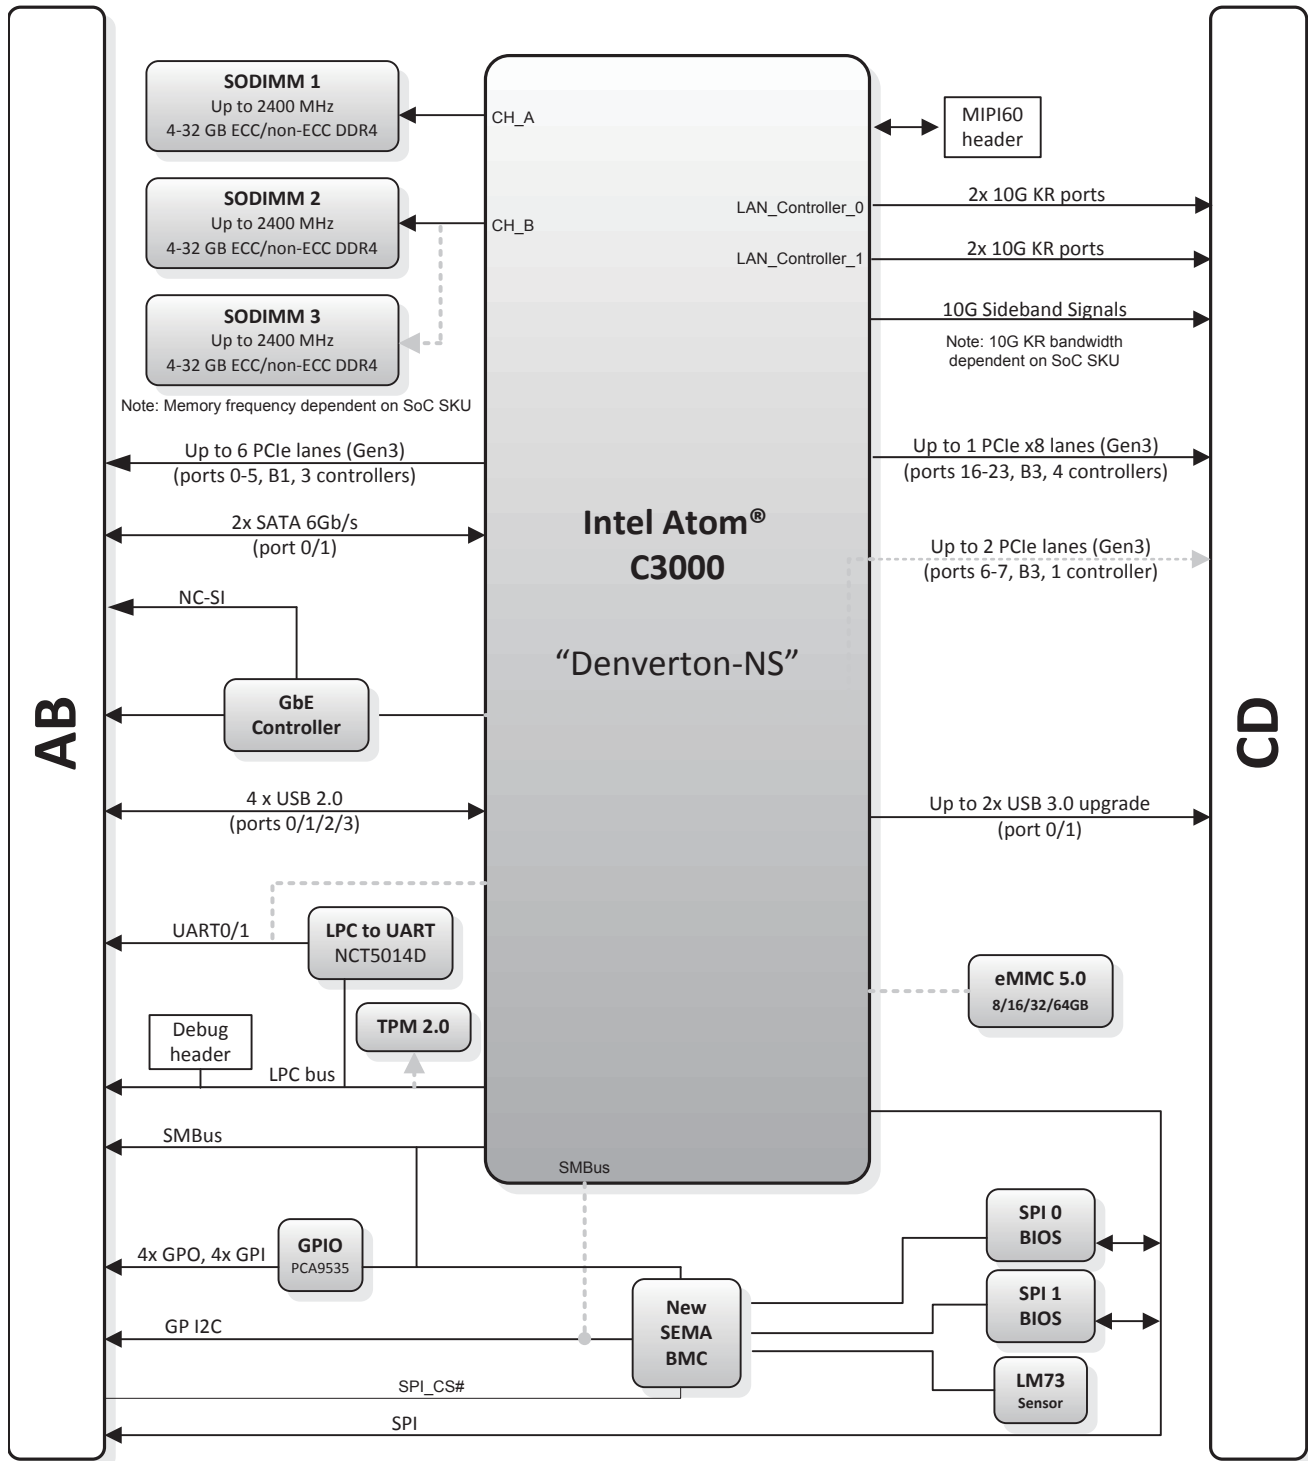 SODIMM 1
Up to 2400 MHz
4-32 GB ECC/non-ECC DDR4
CH_A
MIPI60
header
SODIMM 2
Up to 2400 MHz
4-32 GB ECC/non-ECC DDR4
CH_B
LAN_Controller_0
2x 10G KR ports
LAN_Controller_1
2x 10G KR ports
SODIMM 3
Up to 2400 MHz
4-32 GB ECC/non-ECC DDR4
10G Sideband Signals
Note: 10G KR bandwidth
dependent on SoC SKU
Note: Memory frequency dependent on SoC SKU
Up to 6 PCIe lanes (Gen3)
(ports 0-5, B1, 3 controllers)
Up to 1 PCIe x8 lanes (Gen3)
(ports 16-23, B3, 4 controllers)
2x SATA 6Gb/s
(port 0/1)
Intel Atom®
C3000
Up to 2 PCIe lanes (Gen3)
(ports 6-7, B3, 1 controller)
NC-SI
“Denverton-NS”
GbE
Controller
AB
CD
4 x USB 2.0
(ports 0/1/2/3)
Up to 2x USB 3.0 upgrade
(port 0/1)
UART0/1
LPC to UART
NCT5014D
eMMC 5.0
8/16/32/64GB
TPM 2.0
Debug
header
LPC bus
SMBus
SMBus
4x GPO, 4x GPI
GPIO
PCA9535
SPI 0
BIOS
GP I2C
New
SEMA
BMC
SPI 1
BIOS
SPI_CS#
LM73
Sensor
SPI